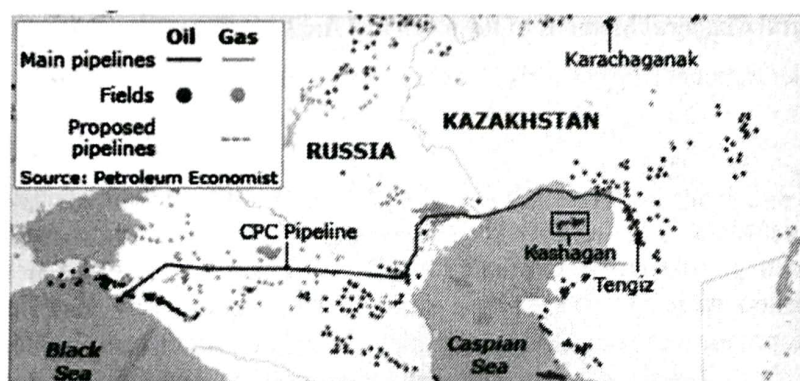 Oil Gas
Main pipelines
Fields
Proposed
pipelines
Source: Petroleum Economist
Karachaganak
KAZAKHSTAN
RUSSIA
CPC Pipeline
Kashagan
Tengiz
Black
Sea
Caspian
Sea